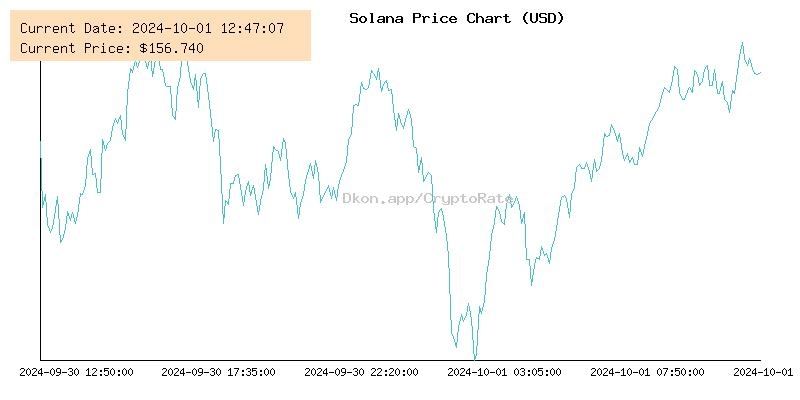 Solana Price Chart (USD)
Current Date: 2024-10-01 12:47:07
Current Price: $156.740
Dkon.app/CryptoRate
2024-09-30 12:50:00 2024-09-30 17:35:00 2024-09-30 22:20:00 2024-10-01 03:05:00 2024-10-01 07:50:00 2024-10-01